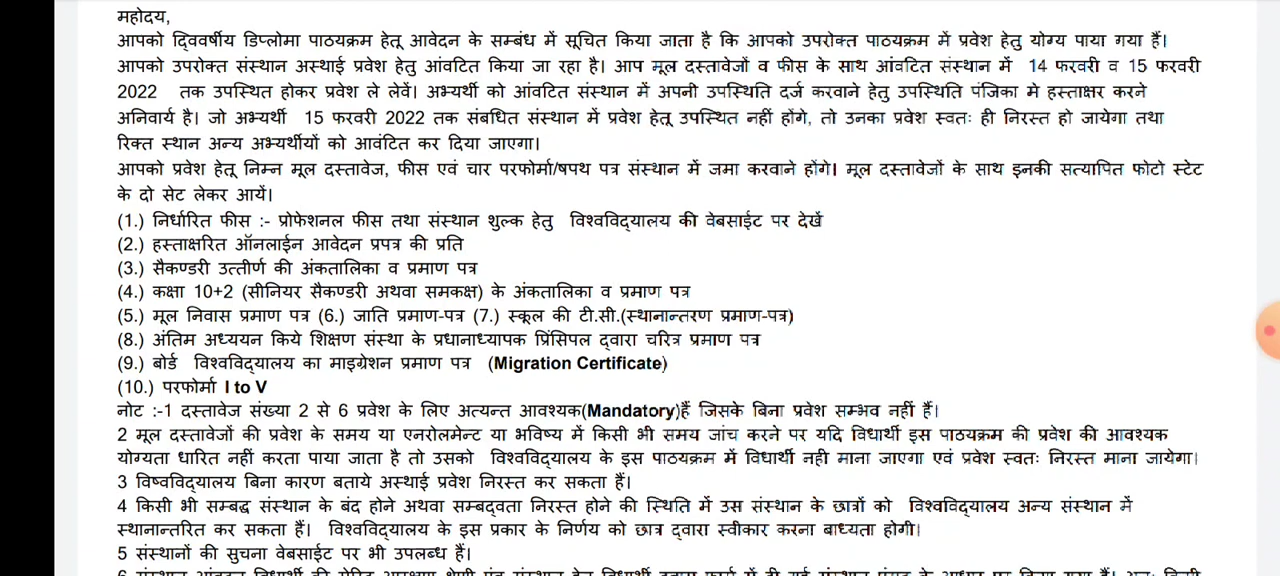 महोदय,
आपको दि्ववर्षीय डिप्लोमा पाठयक्रम हेतू आवेदन के सम्बंध में सूचित किया जाता है कि आपको उपरोक्त पाठयक्रम में प्रवेश हेतु योग्य पाया गया हैं।
आपको उपरोक्त संस्थान अस्थाई प्रवेश हेतु आंवटित किया जा रहा है। आप मूल दस्तावेजों व फीस के साथ आंवटित संस्थान में 14 फरवरी व 15 फरवरी
2022 तक उपस्थित होकर प्रवेश ले लेवें। अभ्यर्थी को आंवटित संस्थान में अपनी उपस्थिति दर्ज करवाने हेतु उपस्थिति पंजिका मे हस्ताक्षर करने
अनिवार्य है। जो अभ्यर्थी 15 फरवरी 2022 तक संबधित संस्थान में प्रवेश हेतू उपस्थित नहीं होंगे, तो उनका प्रवेश स्वतः ही निरस्त हो जायेगा तथा
रिक्त स्थान अन्य अभ्यर्थीयों को आवंटित कर दिया जाएगा।
आपको प्रवेश हेतू निम्न मूल दस्तावेज, फीस एवं चार परफोर्मा/षपथ पत्र संस्थान में जमा करवाने होंगे। मूल दस्तावेजों के साथ इनकी सत्यापित फोटो स्टेट
के दो सेट लेकर आयें।
(1.) निर्धारित फीस :- प्रोफेशनल फीस तथा संस्थान शुल्क हेतु विश्वविद्यालय की वेबसाईट पर देखें
(2.) हस्ताक्षरित ऑनलाईन आवेदन प्रपत्र की प्रति
(3.) सैकण्डरी उत्तीर्ण की अंकतालिका व प्रमाण पत्र
(4.) कक्षा 10+2 (सीनियर सैकण्डरी अथवा समकक्ष) के अंकतालिका व प्रमाण पत्र
(5.) मूल निवास प्रमाण पत्र (6.) जाति प्रमाण-पत्र (7.) स्कूल की टी.सी.(स्थानान्तरण प्रमाण-पत्र)
(8.) अंतिम अध्ययन किये शिक्षण संस्था के प्रधानाध्यापक प्रिंसिपल द्वारा चरित्र प्रमाण पत्र
(9.) बोर्ड विश्वविद्यालय का माइग्रेशन प्रमाण पत्र (Migration Certificate)
(10.) परफोर्मा I to V
नोट :-1 दस्तावेज संख्या 2 से 6 प्रवेश के लिए अत्यन्त आवश्यक(Mandatory)हैं जिसके बिना प्रवेश सम्भव नहीं हैं।
2 मूल दस्तावेजों की प्रवेश के समय या एनरोलमेन्ट या भविष्य में किसी भी समय जांच करने पर यदि विधार्थी इस पाठयक्रम की प्रवेश की आवश्यक
योग्यता धारित नहीं करता पाया जाता है तो उसको विश्वविद्यालय के इस पाठयक्रम में विधार्थी नही माना जाएगा एवं प्रवेश स्वतः निरस्त माना जायेगा।
3 विष्वविद्यालय बिना कारण बताये अस्थाई प्रवेश निरस्त कर सकता हैं।
4 किसी भी सम्बद्ध संस्थान के बंद होने अथवा सम्बद्वता निरस्त होने की स्थिति में उस संस्थान के छात्रों को विश्वविद्यालय अन्य संस्थान में
स्थानान्तरित कर सकता हैं। विश्वविद्यालय के इस प्रकार के निर्णय को छात्र द्वारा स्वीकार करना बाध्यता होगी।
5 संस्थानों की सुचना वेबसाईट पर भी उपलब्ध हैं।